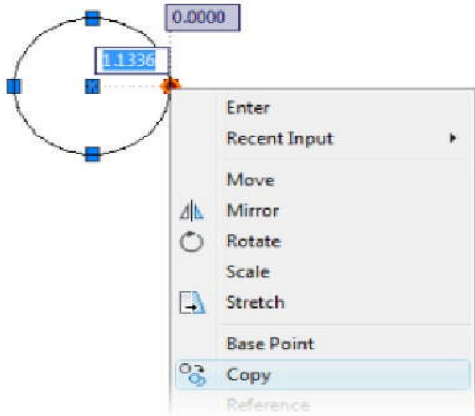 0.0000
1.1336
Enter
Recent Input
Move
Mirror
Rotate
Scale
Stretch
Base Point
Copy
Reference